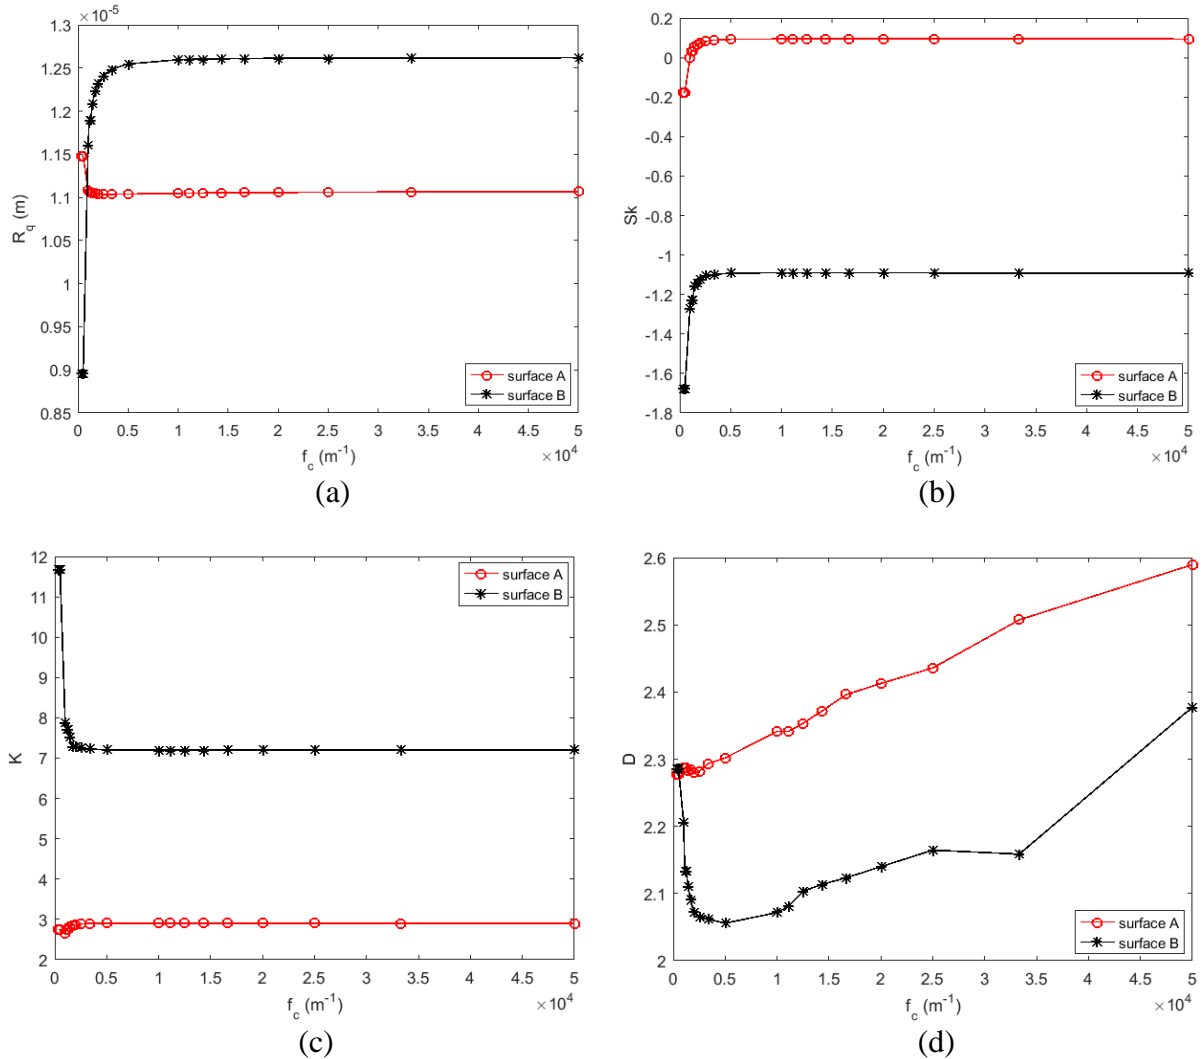 ×10⁻⁵
1.3
1.25
1.2
1.15
1.1
1.05
1
0.95
0.9
0.85
R_q (m)
surface A
surface B
0 0.5 1 1.5 2 2.5 3 3.5 4 4.5 5
f_c (m⁻¹) ×10⁴
(a)
0.2
0
-0.2
-0.4
-0.6
-0.8
-1
-1.2
-1.4
-1.6
-1.8
Sk
surface A
surface B
0 0.5 1 1.5 2 2.5 3 3.5 4 4.5 5
f_c (m⁻¹) ×10⁴
(b)
12
11
10
9
8
7
6
5
4
3
2
K
surface A
surface B
0 0.5 1 1.5 2 2.5 3 3.5 4 4.5 5
f_c (m⁻¹) ×10⁴
(c)
2.6
2.5
2.4
2.3
2.2
2.1
2
D
surface A
surface B
0 0.5 1 1.5 2 2.5 3 3.5 4 4.5 5
f_c (m⁻¹) ×10⁴
(d)